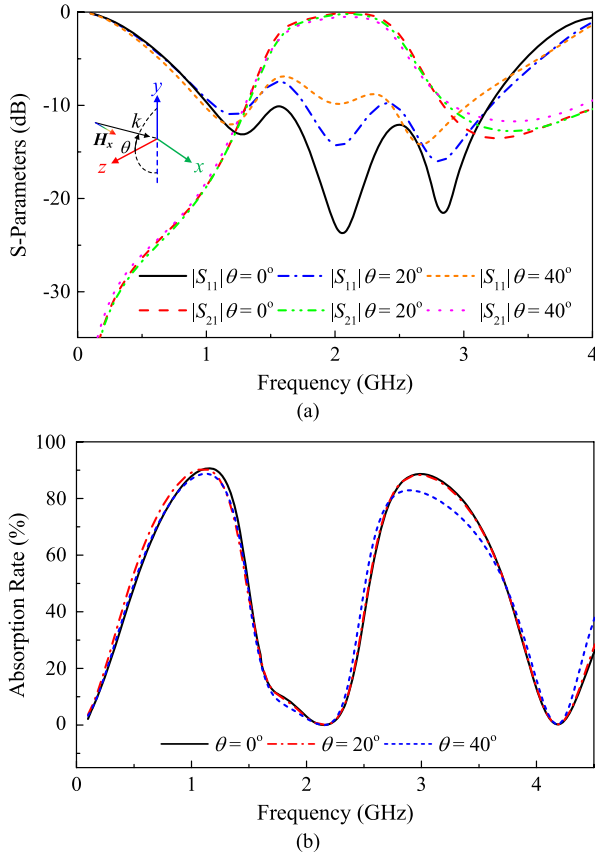 0
-10
-20
-30
S-Parameters (dB)
y
k
H x
θ
z
x
|S11| θ = 0° |S11| θ = 20° |S11| θ = 40°
|S21| θ = 0° |S21| θ = 20° |S21| θ = 40°
0 1 2 3 4
Frequency (GHz)
(a)
100
80
60
40
20
0
Absorption Rate (%)
θ = 0° θ = 20° θ = 40°
0 1 2 3 4
Frequency (GHz)
(b)